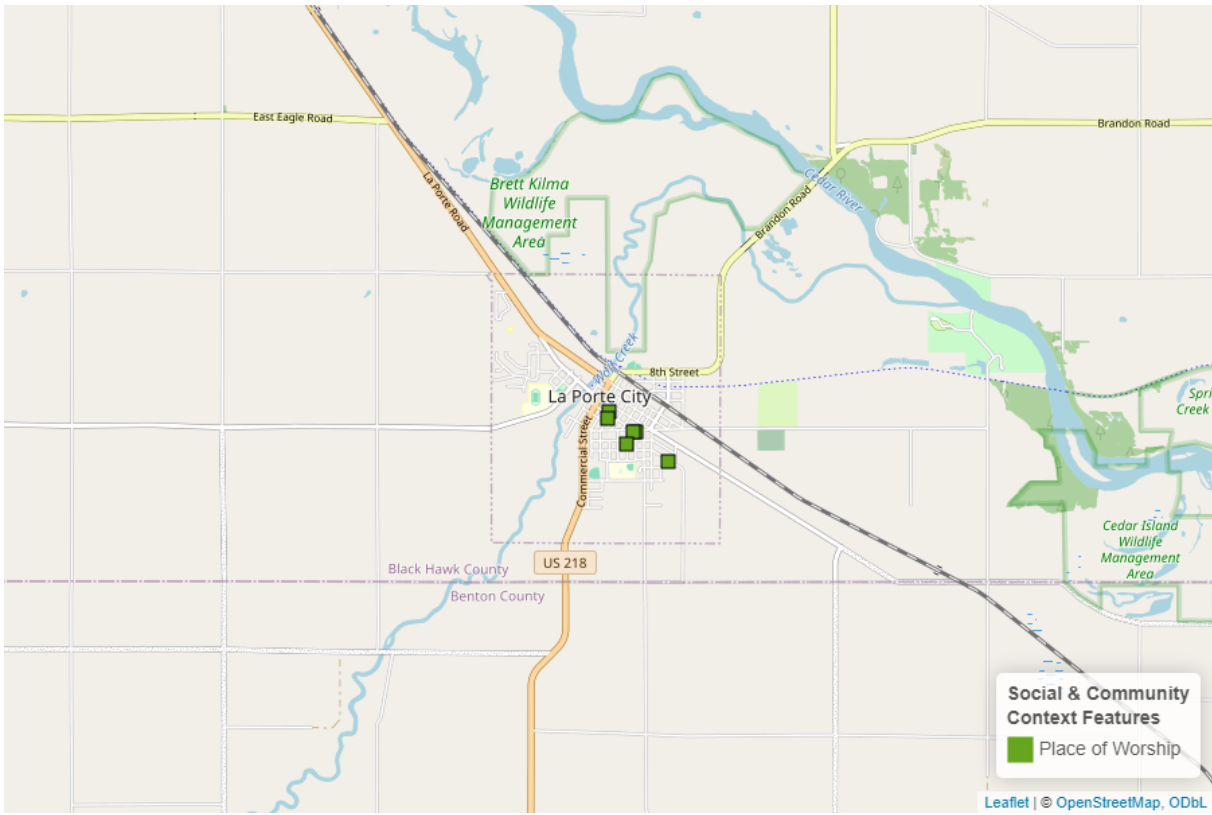 East Eagle Road
Brandon Road
La Porte Road
Brett Kilma
Wildlife
Management
Area
Cedar River
Brandon Road
Wolf Creek
8th Street
La Porte City
Commercial Street
Spri
Creek
Cedar Island
Wildlife
Management
Area
US 218
Black Hawk County
Benton County
Social & Community
Context Features
Place of Worship
Leaflet | © OpenStreetMap, ODbL